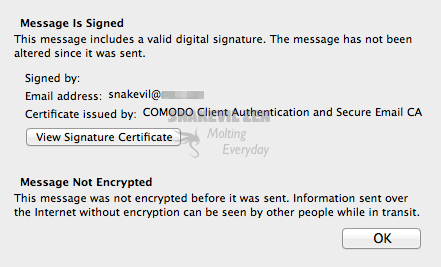 Message Is Signed
This message includes a valid digital signature. The message has not been
altered since it was sent.
Signed by:
Email address: snakevil@
Certificate issued by: COMODO Client Authentication and Secure Email CA
SNAKEVIL ZEN
View Signature Certificate
Molting
Everyday
Message Not Encrypted
This message was not encrypted before it was sent. Information sent over
the Internet without encryption can be seen by other people while in transit.
OK